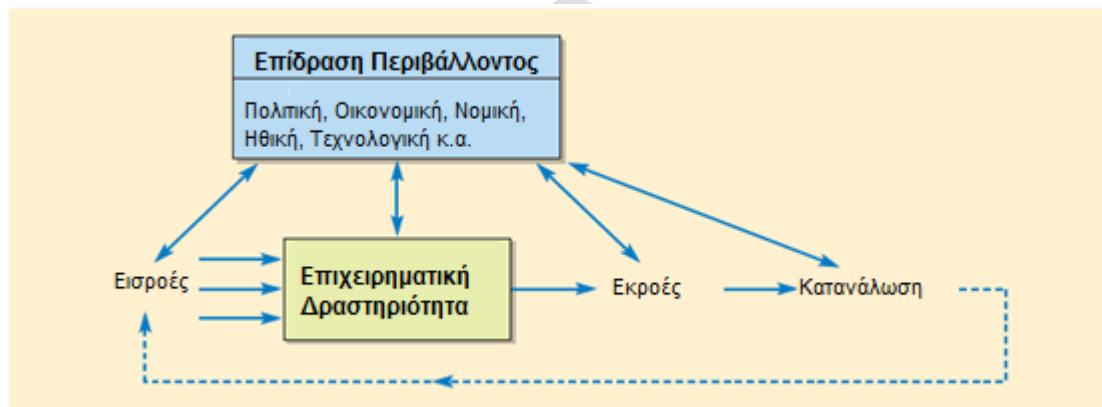 Επίδραση Περιβάλλοντος
Πολιτική, Οικονομική, Νομική,
Ηθική, Τεχνολογική κ.α.
Εισροές
Επιχειρηματική
Δραστηριότητα
Εκροές
Κατανάλωση